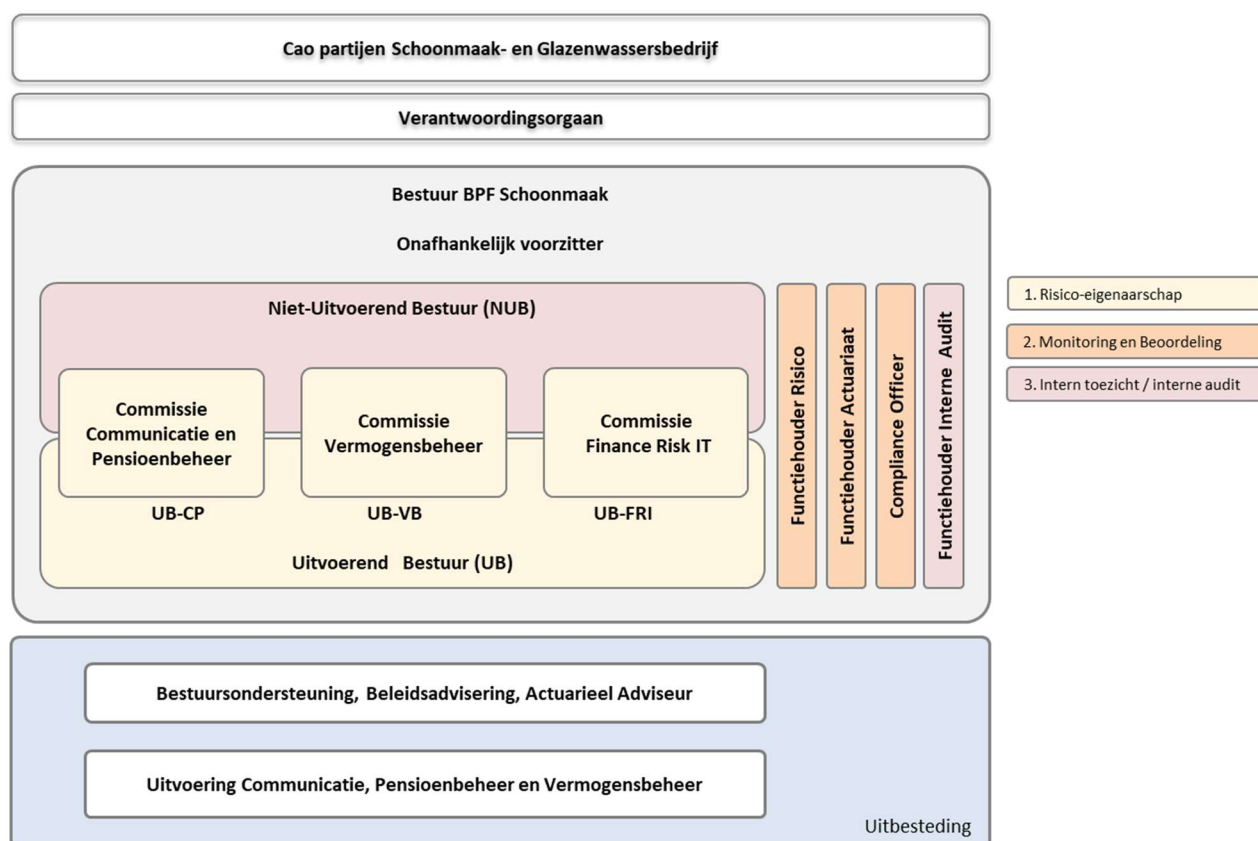 Cao partijen Schoonmaak- en Glazenwassersbedrijf
Verantwoordingsorgaan
Bestuur BPF Schoonmaak
Onafhankelijk voorzitter
Niet-Uitvoerend Bestuur (NUB)
Commissie
Communicatie en
Pensioenbeheer
Commissie
Vermogensbeheer
Commissie
Finance Risk IT
UB-CP
UB-VB
UB-FRI
Uitvoerend Bestuur (UB)
Functiehouder Risico
Functiehouder Actuariaat
Compliance Officer
Functiehouder Interne Audit
1. Risico-eigenaarschap
2. Monitoring en Beoordeling
3. Intern toezicht / interne audit
Bestuursondersteuning, Beleidsadvisering, Actuarieel Adviseur
Uitvoering Communicatie, Pensioenbeheer en Vermogensbeheer
Uitbesteding